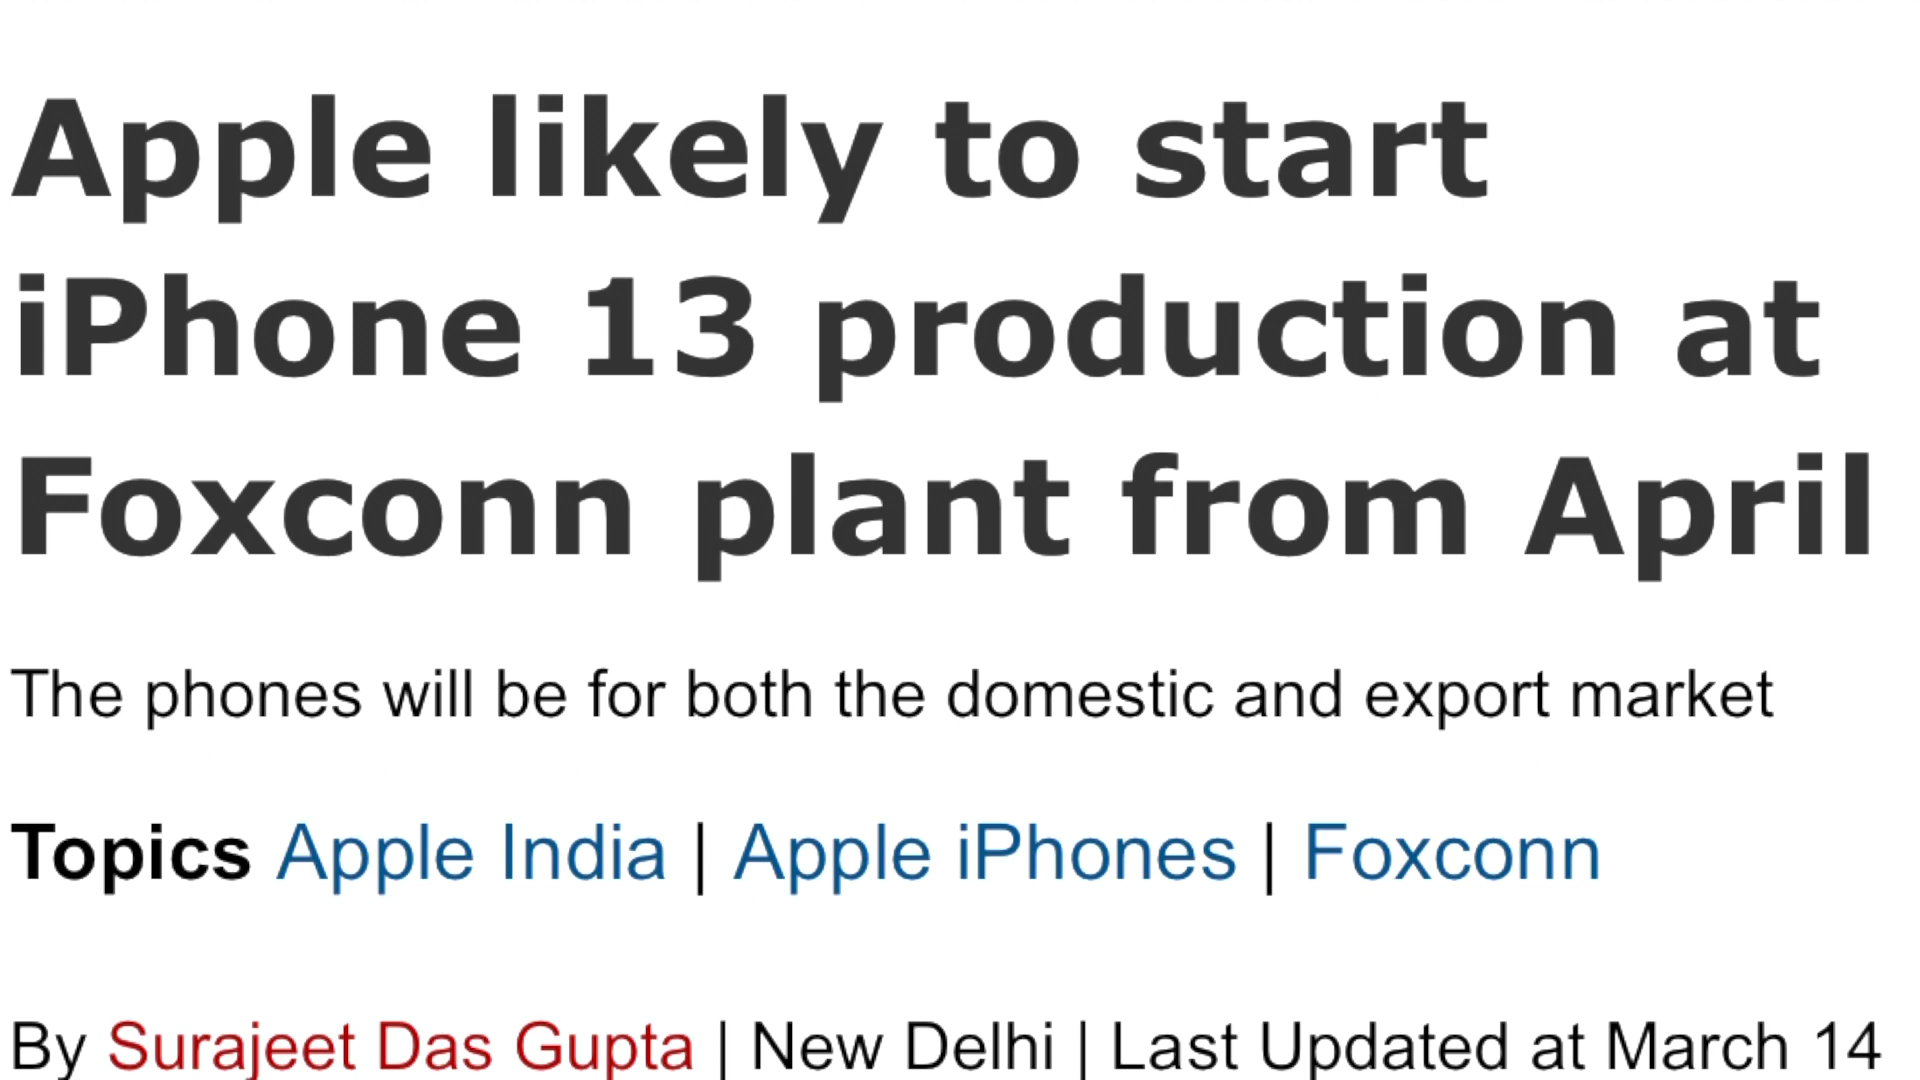 Apple likely to start
iPhone 13 production at
Foxconn plant from April
The phones will be for both the domestic and export market
Topics Apple India | Apple iPhones | Foxconn
By Surajeet Das Gupta | New Delhi | Last Updated at March 14